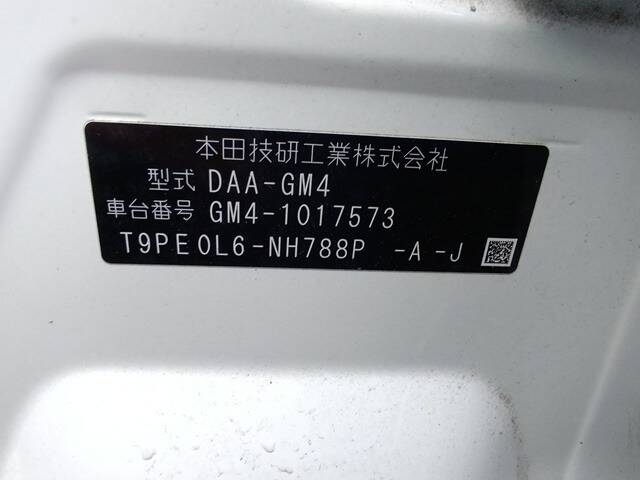 本田技研工業株式会社
型式 DAA-GM4
車台番号 GM4-1017573
T9PE0L6-NH788P -A-J